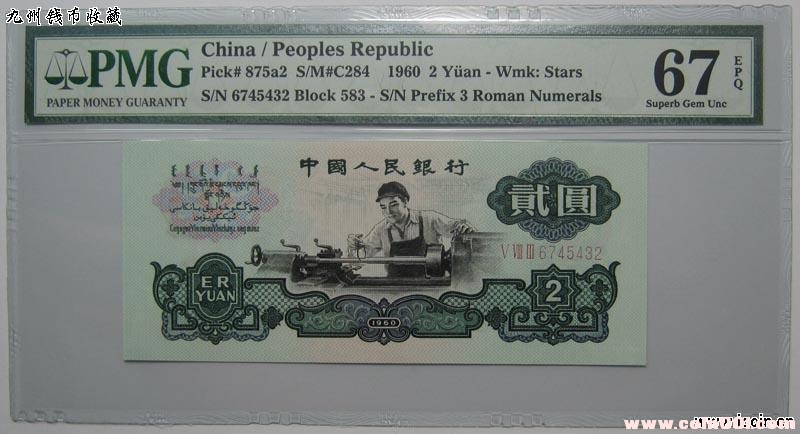 九州钱币收藏
PMG
PAPER MONEY GUARANTY
China / Peoples Republic
Pick# 875a2 S/M#C284 1960 2 Yüan - Wmk: Stars
S/N 6745432 Block 583 - S/N Prefix 3 Roman Numerals
67
EPQ
Superb Gem Unc
中國人民銀行
貳圓
V VIII III 6745432
ER
YUAN
1960
2